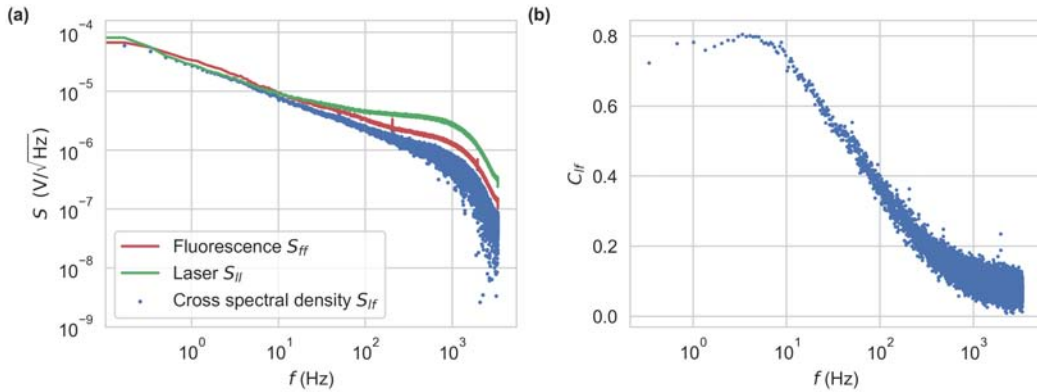 (a)
10⁻⁴
10⁻⁵
10⁻⁶
10⁻⁷
10⁻⁸
10⁻⁹
S (V/√Hz)
Fluorescence S_ff
Laser S_ll
Cross spectral density S_lf
10⁰ 10¹ 10² 10³
f (Hz)
(b)
0.8
0.6
0.4
0.2
0.0
C_lf
10⁰ 10¹ 10² 10³
f (Hz)